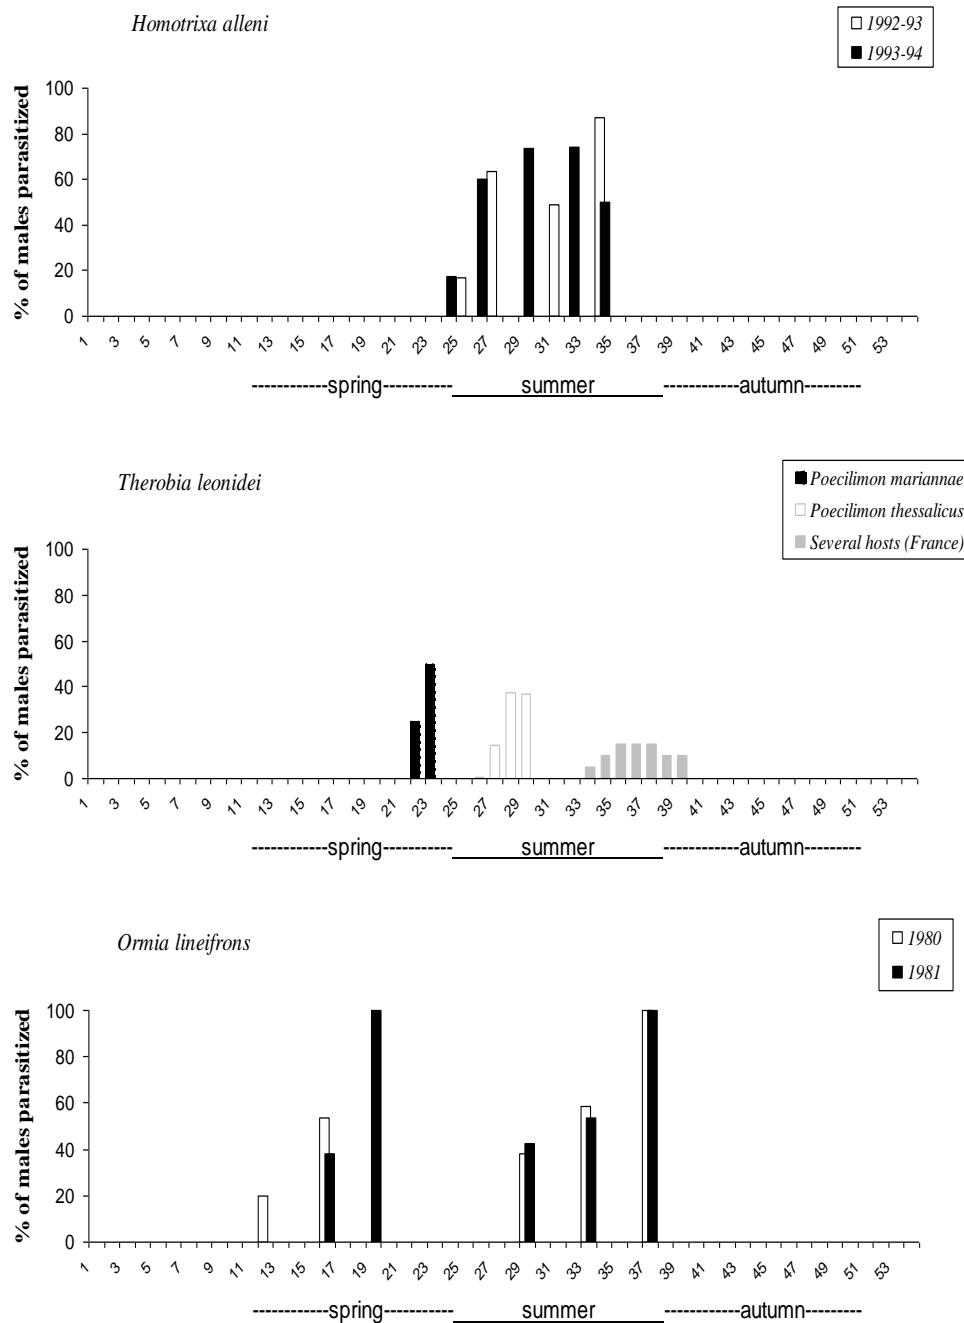 Homotrixa alleni
1992-93
1993-94
% of males parasitized
100
80
60
40
20
0
1 3 5 7 9 11 13 15 17 19 21 23 25 27 29 31 33 35 37 39 41 43 45 47 49 51 53
------------spring----------- summer ------------autumn---------
Therobia leonidei
Poecilimon mariannae
Poecilimon thessalicus
Several hosts (France)
% of males parasitized
100
80
60
40
20
0
1 3 5 7 9 11 13 15 17 19 21 23 25 27 29 31 33 35 37 39 41 43 45 47 49 51 53
------------spring----------- summer ------------autumn---------
Ormia lineifrons
1980
1981
% of males parasitized
100
80
60
40
20
0
1 3 5 7 9 11 13 15 17 19 21 23 25 27 29 31 33 35 37 39 41 43 45 47 49 51 53
------------spring----------- summer ------------autumn---------